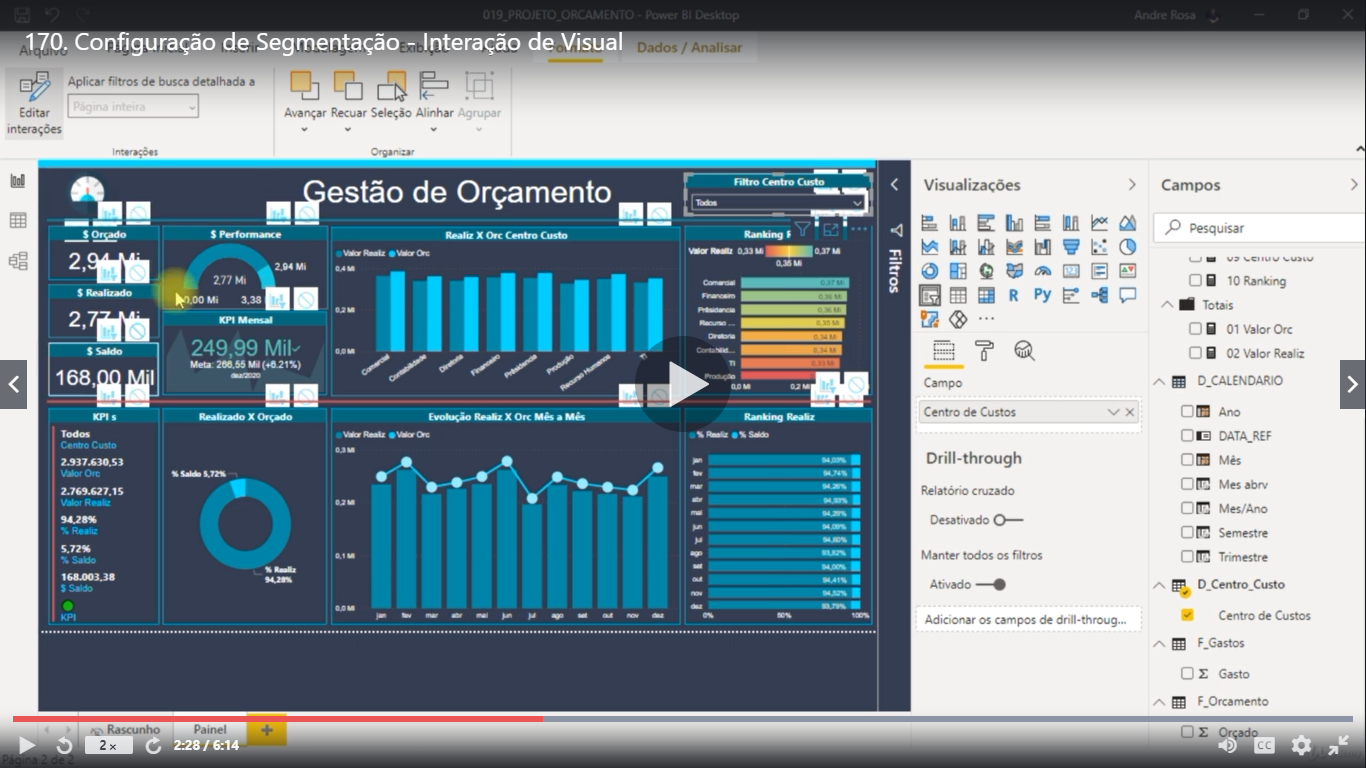 019_PROJETO_ORCAMENTO - Power BI Desktop
Andre Rosa
170. Configuração de Segmentação - Interação de Visual
Arquivo
Dados / Analisar
Editar
interações
Aplicar filtros de busca detalhada a
Página inteira
Interações
Avançar Recuar Seleção Alinhar Agrupar
Organizar
Gestão de Orçamento
Filtro Centro Custo
Todos
$ Orçado
2,94 Mi
$ Realizado
2,77 Mi
$ Saldo
168,00 Mil
$ Performance
2,94 Mi
2,77 Mi
0,00 Mi
3,38
KPI Mensal
249,99 Mil
Meta: 266,55 Mil (+6.21%)
dez/2020
Realiz X Orc Centro Custo
Valor Realiz Valor Orc
0,4 Mi
0,2 Mi
0,0 Mi
Comercial
Contabilidade
Diretoria
Financeiro
Présidencia
Produção
Recurso Humanos
TI
Ranking
Valor Realiz 0,33 Mi 0,37 Mi
0,35 Mi
Comercial 0,37 Mi
Financeiro 0,36 Mi
Présidencia 0,36 Mi
Recurso ... 0,35 Mi
Diretoria 0,34 Mi
Contabilid... 0,34 Mi
TI 0,33 Mi
Produção
0,0 Mi 0,2 Mi
KPI s
Todos
Centro Custo
2.937.630,53
Valor Orc
2.769.627,15
Valor Realiz
94,28%
% Realiz
5,72%
% Saldo
168.003,38
$ Saldo
KPI
Realizado X Orçado
% Saldo 5,72%
% Realiz
94,28%
Evolução Realiz X Orc Mês a Mês
Valor Realiz Valor Orc
0,3 Mi
0,2 Mi
0,1 Mi
0,0 Mi
jan fev mar abr mai jun jul ago set out nov dez
Ranking Realiz
% Realiz % Saldo
jan 94,03%
fev 94,74%
mar 94,26%
abr 94,93%
mai 94,29%
jun 94,09%
jul 94,80%
ago 93,82%
set 94,00%
out 94,41%
nov 94,52%
dez 93,79%
0% 50% 100%
Filtros
Visualizações
Campo
Centro de Custos
Drill-through
Relatório cruzado
Desativado
Manter todos os filtros
Ativado
Adicionar os campos de drill-throug...
Campos
Pesquisar
09 Centro Custo
10 Ranking
Totais
01 Valor Orc
02 Valor Realiz
D_CALENDARIO
Ano
DATA_REF
Mês
Mes abrv
Mes/Ano
Semestre
Trimestre
D_Centro_Custo
Centro de Custos
F_Gastos
Gasto
F_Orcamento
Orçado
Rascunho
Painel
2×
2:28 / 6:14
CC
Página 2 de 2